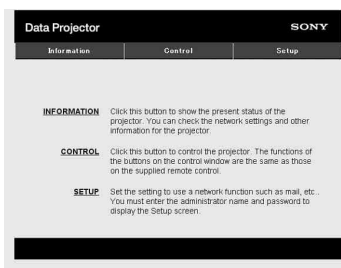 Data Projector SONY
Information Control Setup
INFORMATION Click this button to show the present status of the
projector. You can check the network settings and other
information for the projector.
CONTROL Click this button to control the projector. The functions of
the buttons on the control window are the same as those
on the supplied remote control.
SETUP Set the setting to use a network function such as mail, etc..
You must enter the administrator name and password to
display the Setup screen.